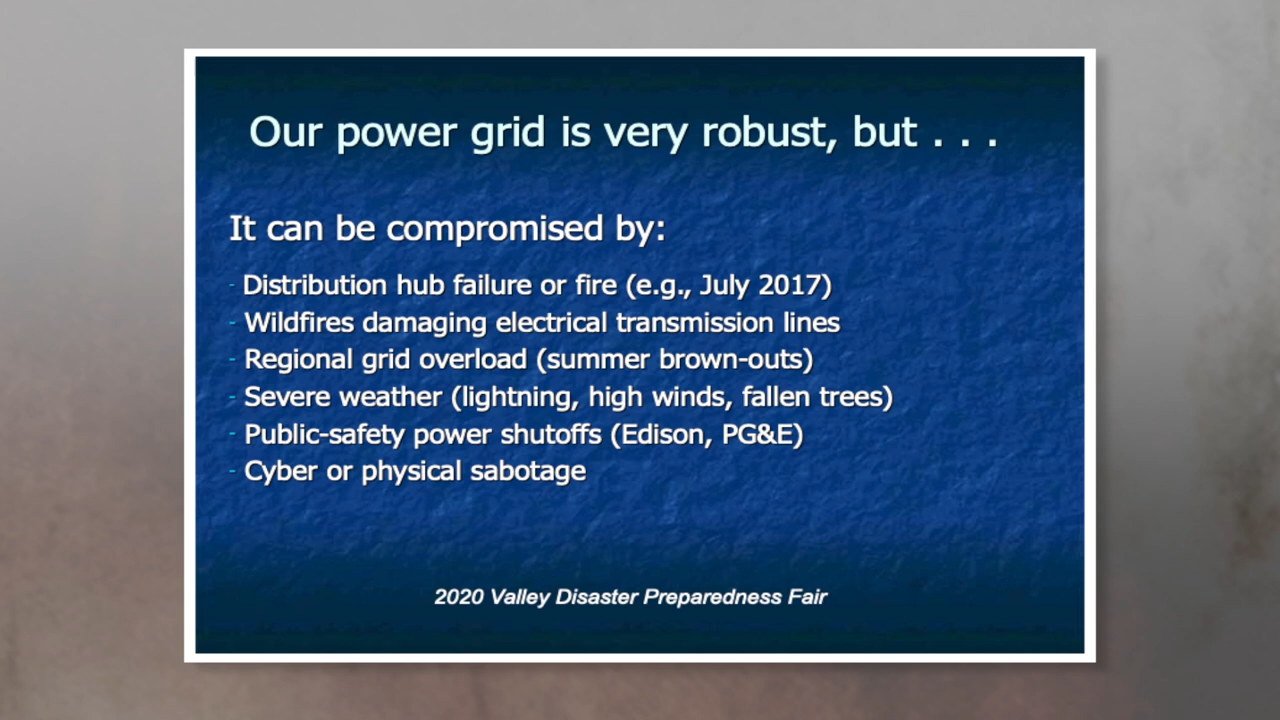 Our power grid is very robust, but . . .
It can be compromised by:
- Distribution hub failure or fire (e.g., July 2017)
- Wildfires damaging electrical transmission lines
- Regional grid overload (summer brown-outs)
- Severe weather (lightning, high winds, fallen trees)
- Public-safety power shutoffs (Edison, PG&E)
- Cyber or physical sabotage
2020 Valley Disaster Preparedness Fair